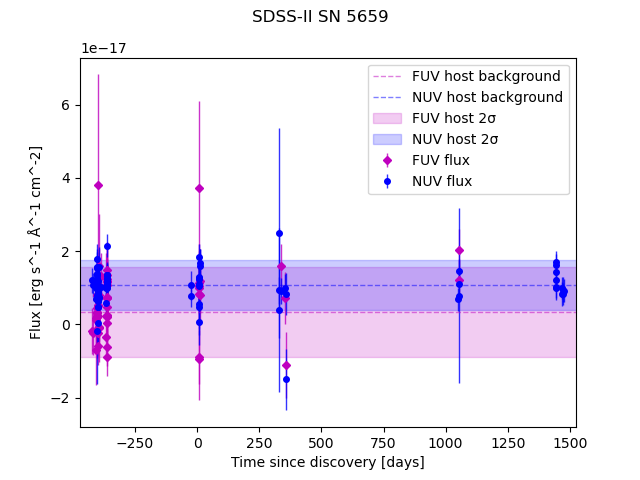 SDSS-II SN 5659
1e−17
FUV host background
NUV host background
FUV host 2σ
NUV host 2σ
FUV flux
NUV flux
6
4
2
0
−2
Flux [erg s^-1 Å^-1 cm^-2]
−250
0
250
500
750
1000
1250
1500
Time since discovery [days]